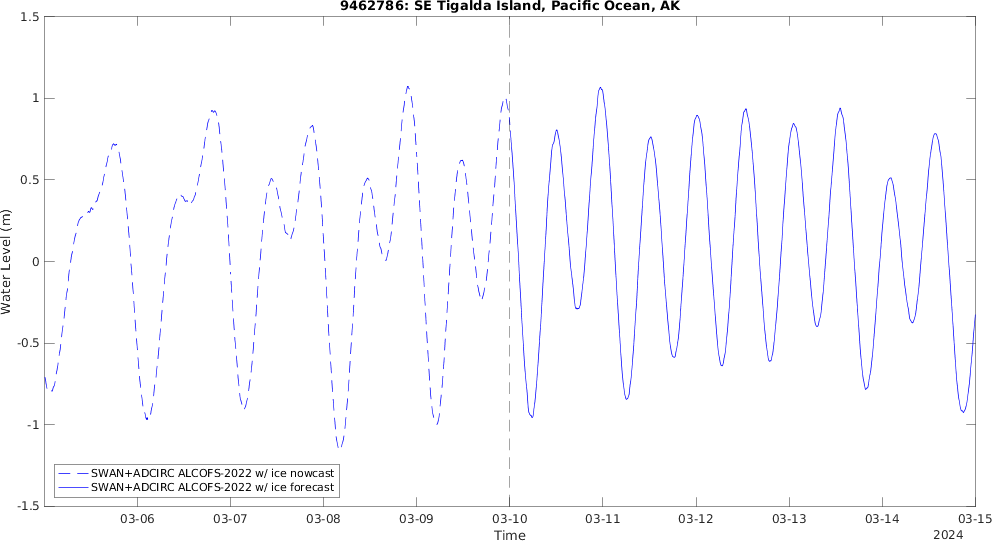 9462786: SE Tigalda Island, Pacific Ocean, AK
1.5
1
0.5
0
-0.5
-1
-1.5
Water Level (m)
SWAN+ADCIRC ALCOFS-2022 w/ ice nowcast
SWAN+ADCIRC ALCOFS-2022 w/ ice forecast
03-06 03-07 03-08 03-09 03-10 03-11 03-12 03-13 03-14 03-15
Time
2024